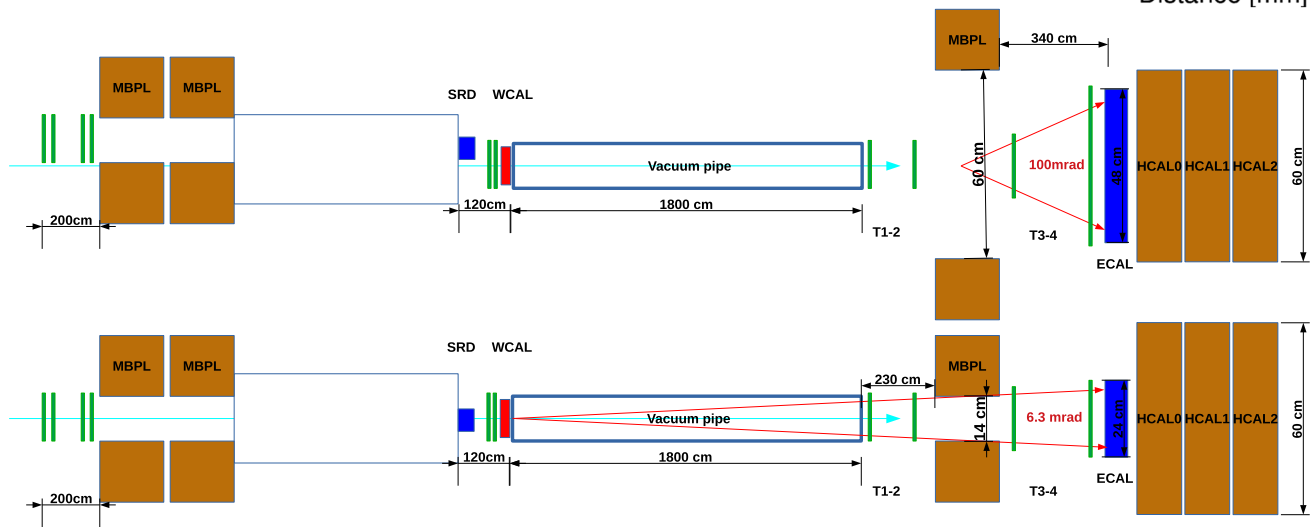 Distance [mm]
MBPL
340 cm
MBPL
MBPL
SRD
WCAL
Vacuum pipe
60 cm
100mrad
48 cm
HCAL0
HCAL1
HCAL2
60 cm
200cm
120cm
1800 cm
T1-2
T3-4
ECAL
SRD
WCAL
MBPL
MBPL
MBPL
230 cm
Vacuum pipe
14 cm
6.3 mrad
24 cm
HCAL0
HCAL1
HCAL2
60 cm
120cm
1800 cm
ECAL
200cm
T1-2
T3-4